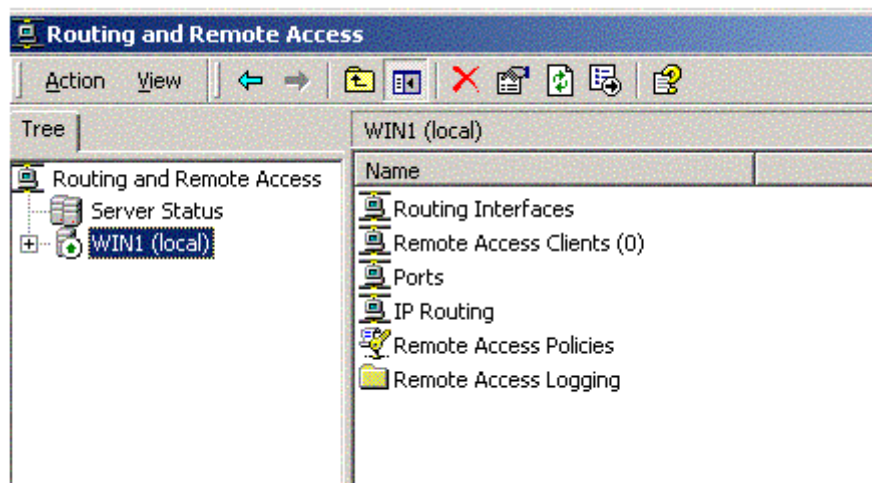 Routing and Remote Access
Action View
Tree
WIN1 (local)
Name
Routing and Remote Access
Server Status
WIN1 (local)
Routing Interfaces
Remote Access Clients (0)
Ports
IP Routing
Remote Access Policies
Remote Access Logging